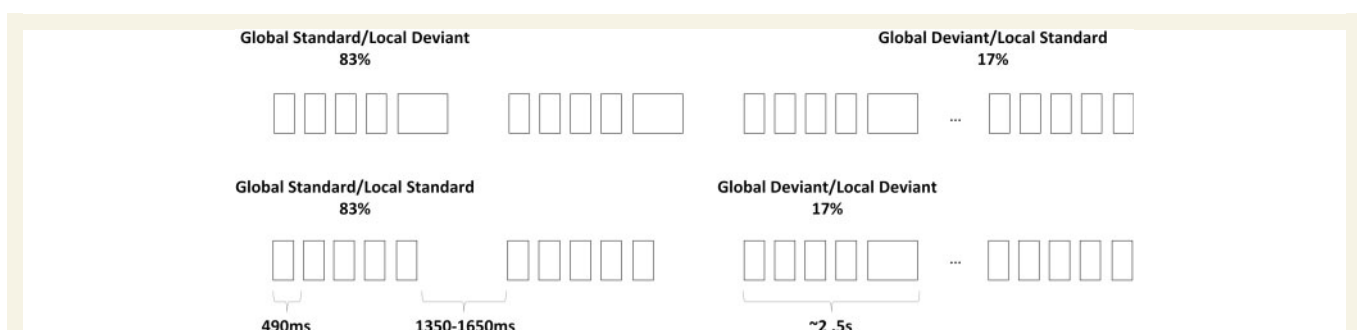 Global Standard/Local Deviant
83%
Global Deviant/Local Standard
17%
...
Global Standard/Local Standard
83%
Global Deviant/Local Deviant
17%
...
490ms
1350-1650ms
~2 .5s